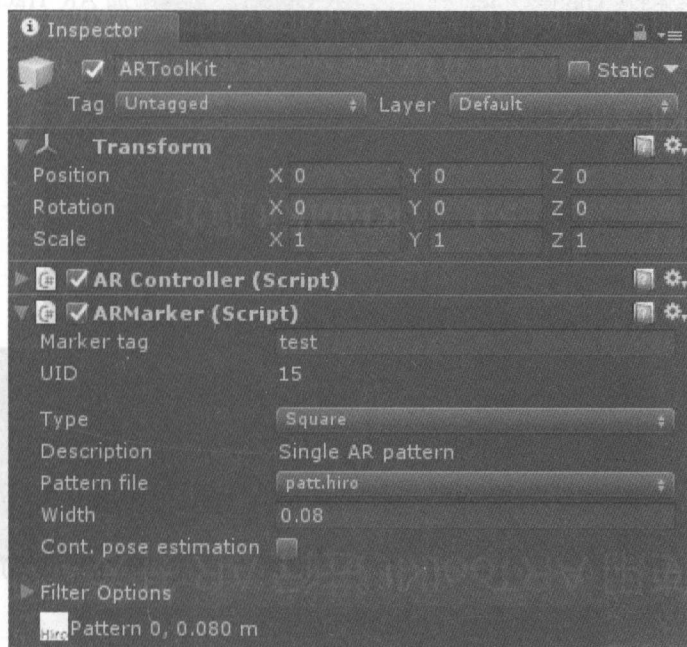 Inspector
ARToolKit Static
Tag Untagged Layer Default
Transform
Position X 0 Y 0 Z 0
Rotation X 0 Y 0 Z 0
Scale X 1 Y 1 Z 1
AR Controller (Script)
ARMarker (Script)
Marker tag test
UID 15
Type Square
Description Single AR pattern
Pattern file patt.hiro
Width 0.08
Cont. pose estimation
Filter Options
Hiro Pattern 0, 0.080 m